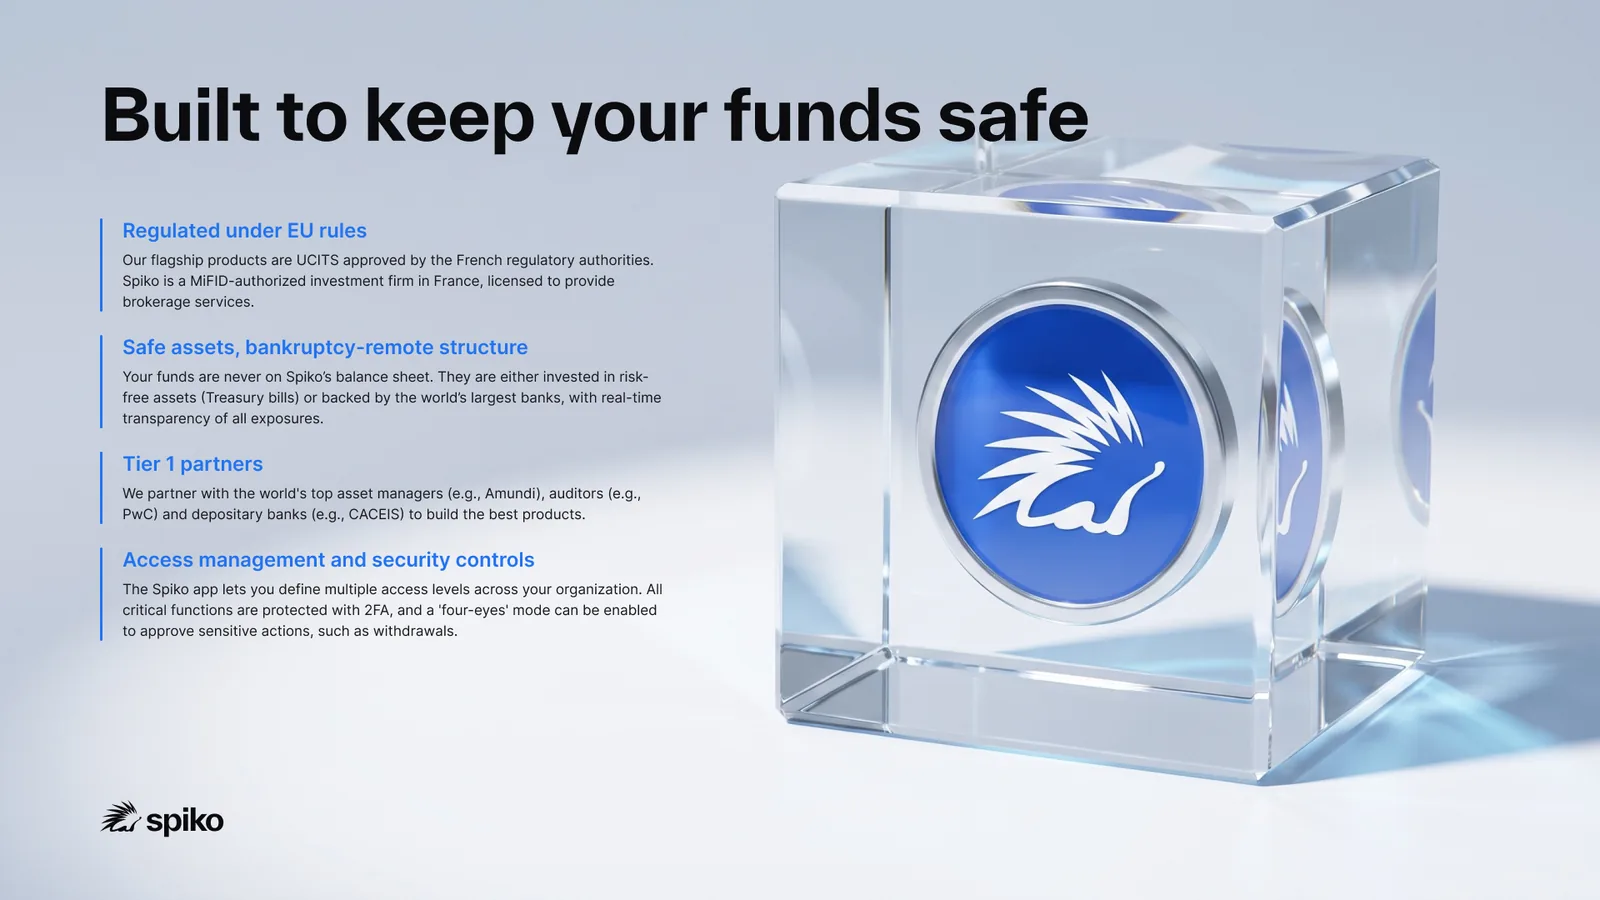 Built to keep your funds safe
Regulated under EU rules
Our flagship products are UCITS approved by the French regulatory authorities.
Spiko is a MiFID-authorized investment firm in France, licensed to provide
brokerage services.
Safe assets, bankruptcy-remote structure
Your funds are never on Spiko’s balance sheet. They are either invested in risk-
free assets (Treasury bills) or backed by the world’s largest banks, with real-time
transparency of all exposures.
Tier 1 partners
We partner with the world's top asset managers (e.g., Amundi), auditors (e.g.,
PwC) and depositary banks (e.g., CACEIS) to build the best products.
Access management and security controls
The Spiko app lets you define multiple access levels across your organization. All
critical functions are protected with 2FA, and a 'four-eyes' mode can be enabled
to approve sensitive actions, such as withdrawals.
spiko